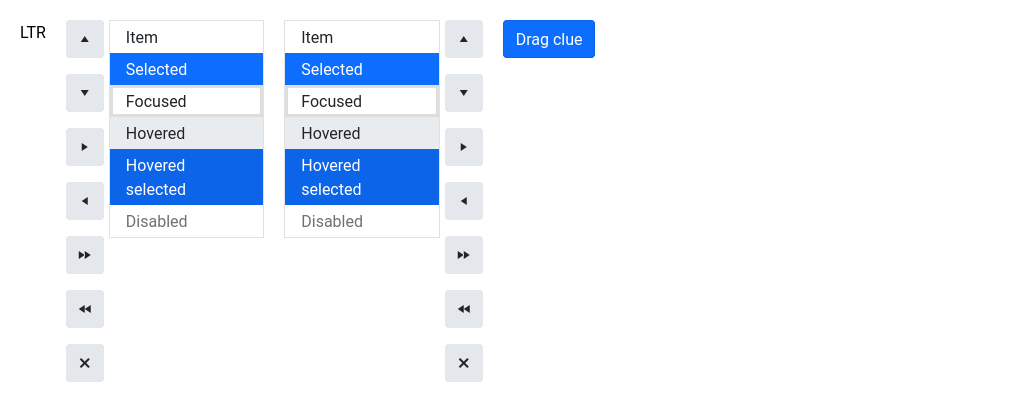 LTR
Item
Selected
Focused
Hovered
Hovered
selected
Disabled
Item
Selected
Focused
Hovered
Hovered
selected
Disabled
Drag clue